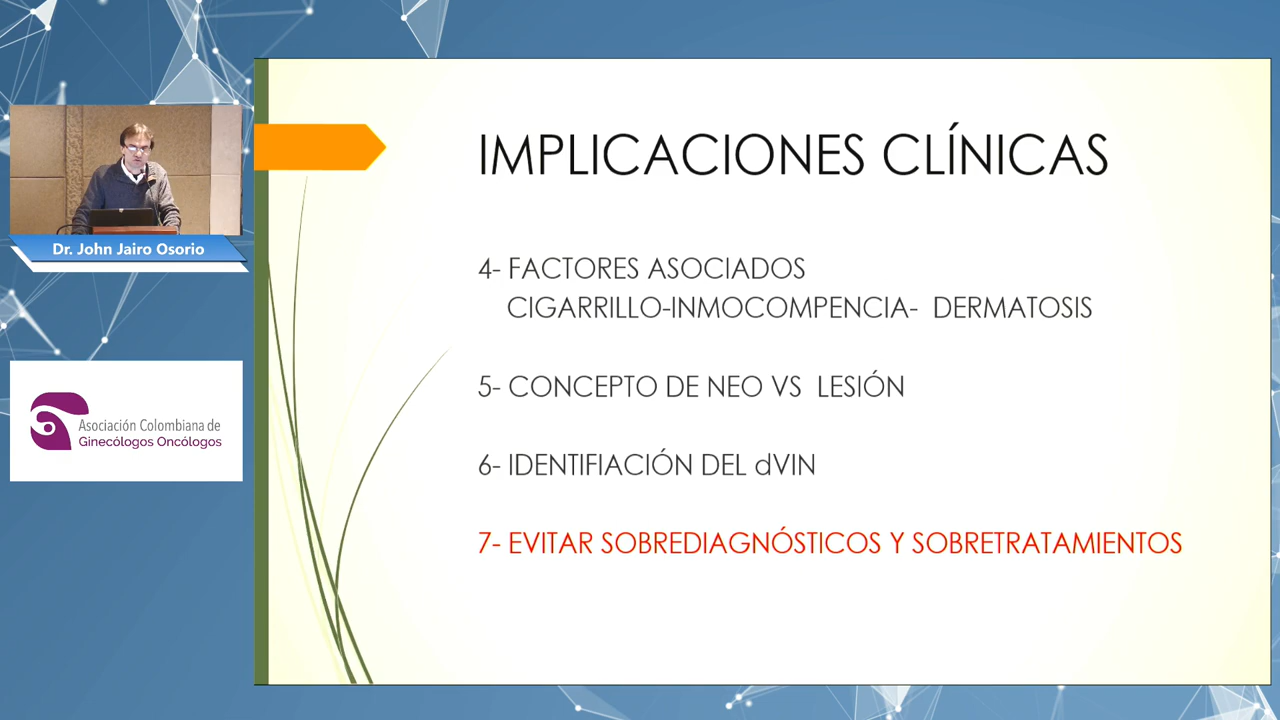 IMPLICACIONES CLÍNICAS
4- FACTORES ASOCIADOS
CIGARRILLO-INMOCOMPENCIA- DERMATOSIS
5- CONCEPTO DE NEO VS LESIÓN
6- IDENTIFIACIÓN DEL dVIN
7- EVITAR SOBREDIAGNÓSTICOS Y SOBRETRATAMIENTOS
Dr. John Jairo Osorio
Asociación Colombiana de
Ginecólogos Oncólogos